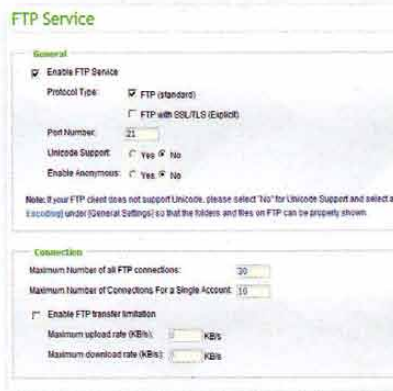 FTP Service
General
Enable FTP Service
Protocol Type: FTP (standard)
FTP with SSL/TLS (Explicit)
Port Number: 21
Unicode Support: Yes No
Enable Anonymous: Yes No
Note: If your FTP client does not support Unicode, please select "No" for Unicode Support and select a
Encoding] under [General Settings] so that the folders and files on FTP can be properly shown.
Connection
Maximum Number of all FTP connections: 30
Maximum Number of Connections For a Single Account: 10
Enable FTP transfer limitation
Maximum upload rate (KB/s): KB/s
Maximum download rate (KB/s): KB/s